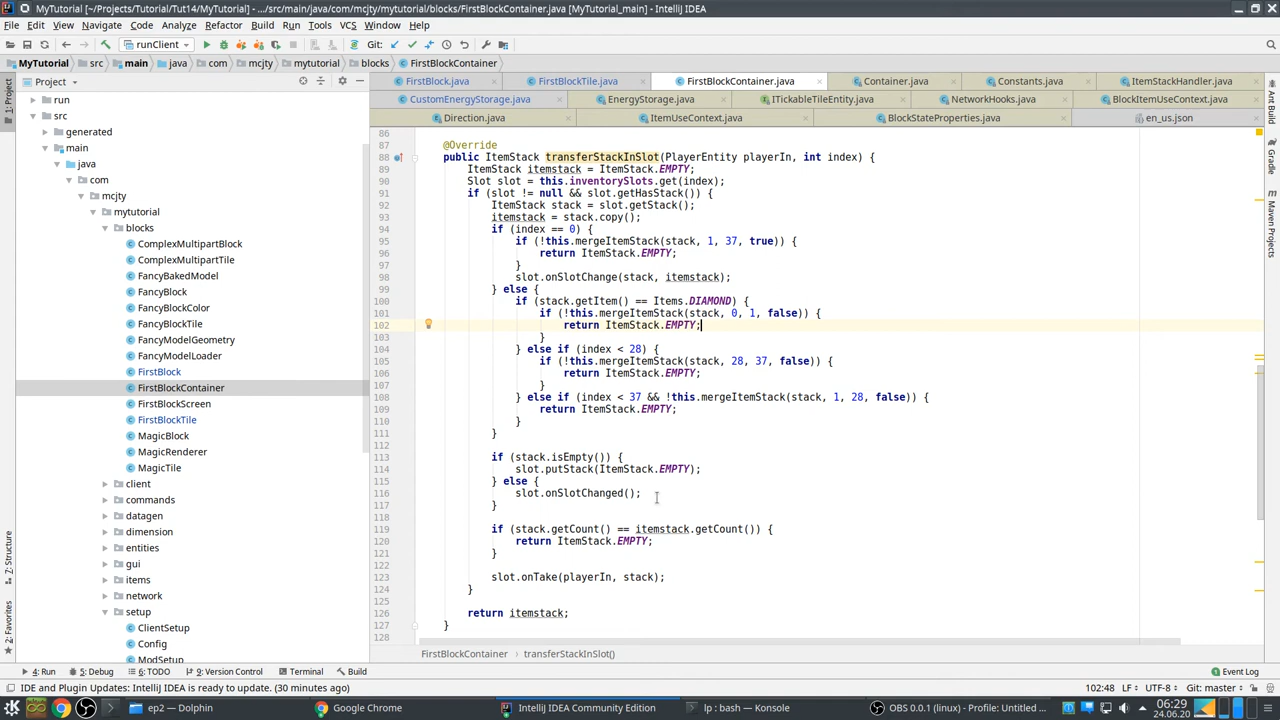 MyTutorial [~/Projects/Tutorial/Tut14/MyTutorial] - .../src/main/java/com/mcjty/mytutorial/blocks/FirstBlockContainer.java [MyTutorial_main] - IntelliJ IDEA
File Edit View Navigate Code Analyze Refactor Build Run Tools VCS Window Help
runClient Git:
MyTutorial src main java com mcjty mytutorial blocks FirstBlockContainer
Project
FirstBlock.java FirstBlockTile.java FirstBlockContainer.java Container.java Constants.java ItemStackHandler.java
CustomEnergyStorage.java EnergyStorage.java ITickableTileEntity.java NetworkHooks.java BlockItemUseContext.java
Direction.java ItemUseContext.java BlockStateProperties.java en_us.json
1: Project
7: Structure
2: Favorites
Ant Build
Gradle
Maven Projects
run
src
generated
main
java
com
mcjty
mytutorial
blocks
ComplexMultipartBlock
ComplexMultipartTile
FancyBakedModel
FancyBlock
FancyBlockColor
FancyBlockTile
FancyModelGeometry
FancyModelLoader
FirstBlock
FirstBlockContainer
FirstBlockScreen
FirstBlockTile
MagicBlock
MagicRenderer
MagicTile
client
commands
datagen
dimension
entities
gui
items
network
setup
ClientSetup
Config
ModSetup
86
87 @Override
88 public ItemStack transferStackInSlot(PlayerEntity playerIn, int index) {
89 ItemStack itemstack = ItemStack.EMPTY;
90 Slot slot = this.inventorySlots.get(index);
91 if (slot != null && slot.getHasStack()) {
92 ItemStack stack = slot.getStack();
93 itemstack = stack.copy();
94 if (index == 0) {
95 if (!this.mergeItemStack(stack, 1, 37, true)) {
96 return ItemStack.EMPTY;
97 }
98 slot.onSlotChange(stack, itemstack);
99 } else {
100 if (stack.getItem() == Items.DIAMOND) {
101 if (!this.mergeItemStack(stack, 0, 1, false)) {
102 return ItemStack.EMPTY;
103 }
104 } else if (index < 28) {
105 if (!this.mergeItemStack(stack, 28, 37, false)) {
106 return ItemStack.EMPTY;
107 }
108 } else if (index < 37 && !this.mergeItemStack(stack, 1, 28, false)) {
109 return ItemStack.EMPTY;
110 }
111 }
112
113 if (stack.isEmpty()) {
114 slot.putStack(ItemStack.EMPTY);
115 } else {
116 slot.onSlotChanged();
117 }
118
119 if (stack.getCount() == itemstack.getCount()) {
120 return ItemStack.EMPTY;
121 }
122
123 slot.onTake(playerIn, stack);
124 }
125
126 return itemstack;
127 }
128
FirstBlockContainer transferStackInSlot()
4: Run 5: Debug 6: TODO 9: Version Control Terminal Build Event Log
IDE and Plugin Updates: IntelliJ IDEA is ready to update. (30 minutes ago) 102:48 LF UTF-8 Git: master
ep2 — Dolphin Google Chrome IntelliJ IDEA Community Edition lp : bash — Konsole OBS 0.0.1 (linux) - Profile: Untitled ... 06:29
24.06.20